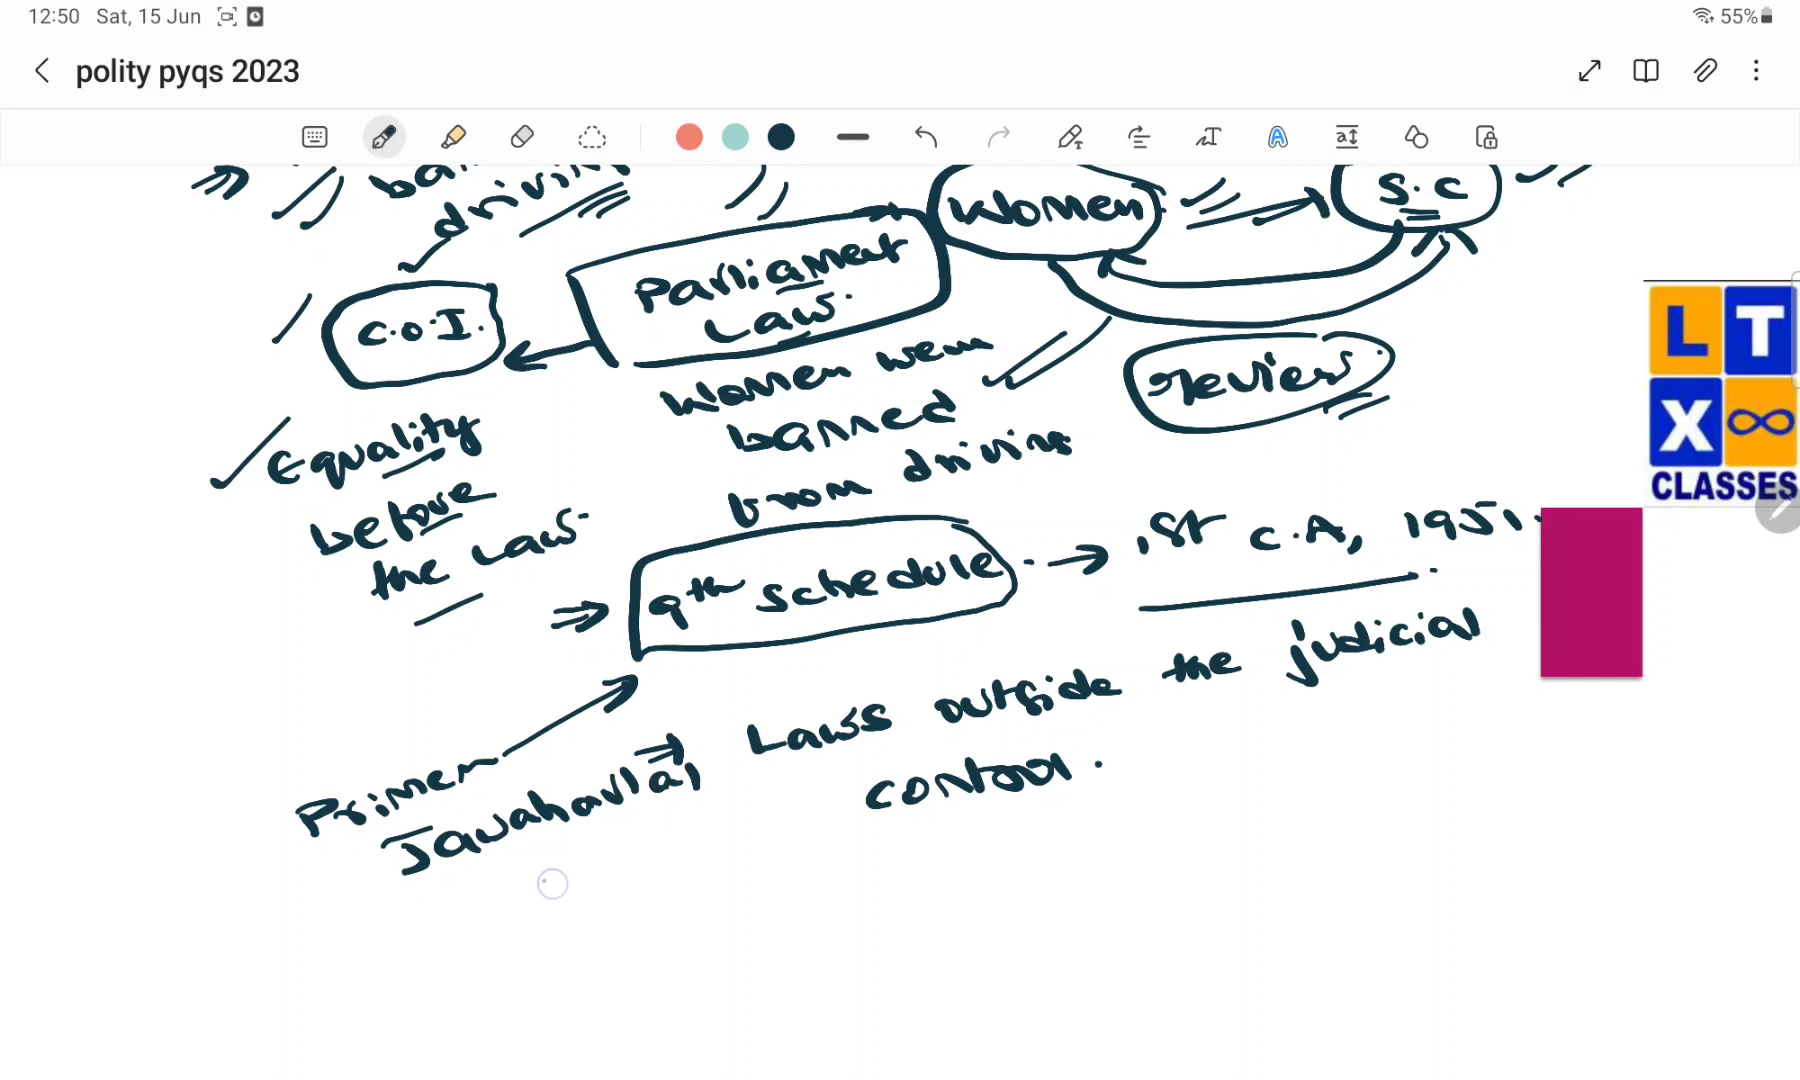 12:50 Sat, 15 Jun
55%
polity pyqs 2023
driving
Women
S.C
Parliament
Law.
C.O.I.
review
Women were
banned
from driving
Equality
before
the Law
9th schedule
1st C.A, 1951.
Laws outside the judicial
control.
Prime
Jawaharlal
L T
X ∞
CLASSES